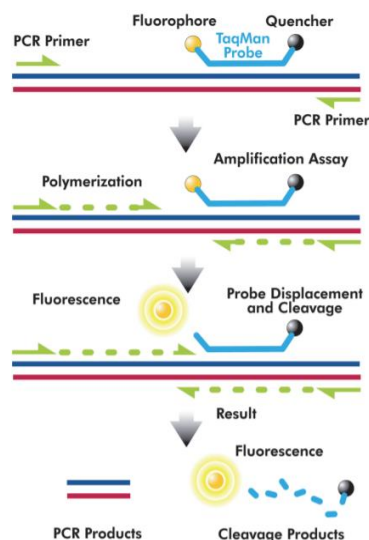 Fluorophore
Quencher
PCR Primer
TaqMan
Probe
PCR Primer
Amplification Assay
Polymerization
Fluorescence
Probe Displacement
and Cleavage
Result
Fluorescence
PCR Products
Cleavage Products